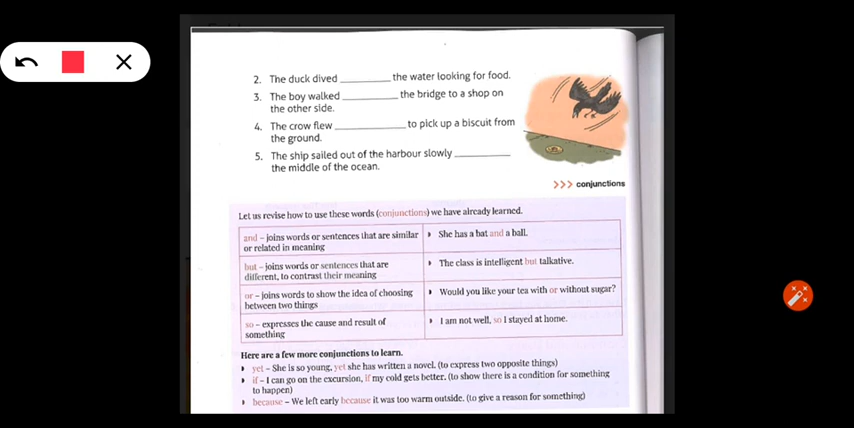 2. The duck dived __________ the water looking for food.
3. The boy walked __________ the bridge to a shop on
the other side.
4. The crow flew __________ to pick up a biscuit from
the ground.
5. The ship sailed out of the harbour slowly __________
the middle of the ocean.
>>> conjunctions
Let us revise how to use these words (conjunctions) we have already learned.
and – joins words or sentences that are similar
or related in meaning
She has a bat and a ball.
but – joins words or sentences that are
different, to contrast their meaning
The class is intelligent but talkative.
or – joins words to show the idea of choosing
between two things
Would you like your tea with or without sugar?
so – expresses the cause and result of
something
I am not well, so I stayed at home.
Here are a few more conjunctions to learn.
yet – She is so young, yet she has written a novel. (to express two opposite things)
if – I can go on the excursion, if my cold gets better. (to show there is a condition for something
to happen)
because – We left early because it was too warm outside. (to give a reason for something)